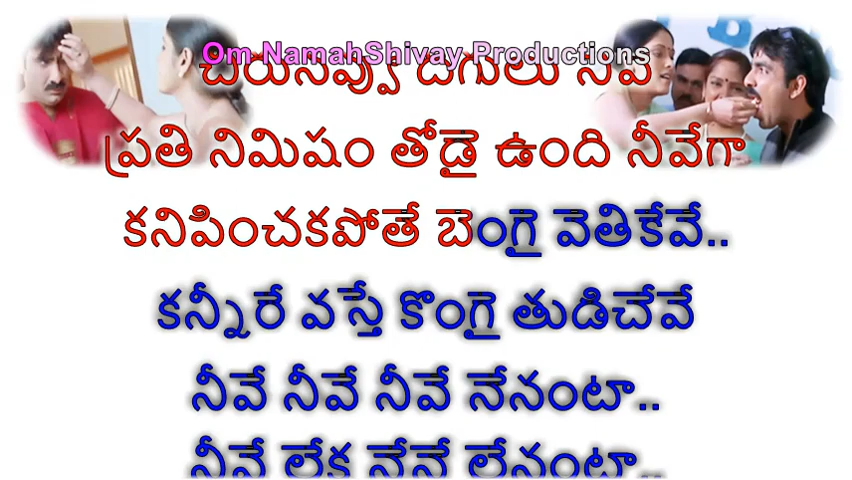 Om NamahShivay Productions
ప్రతి నిమిషం తోడై ఉంది నీవేగా
కనిపించకపోతే బెంగై వెతికేవే..
కన్నీరే వస్తే కొంగై తుడిచేవే
నీవే నీవే నీవే నేనంటా..
నీవే లేక నేనే లేనంటా..